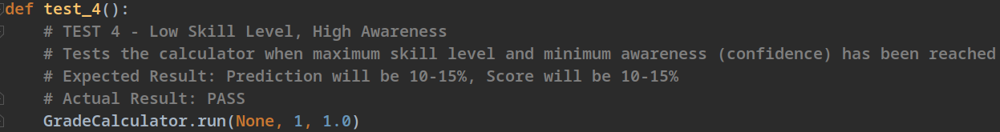 def test_4():
# TEST 4 - Low Skill Level, High Awareness
# Tests the calculator when maximum skill level and minimum awareness (confidence) has been reached
# Expected Result: Prediction will be 10-15%, Score will be 10-15%
# Actual Result: PASS
GradeCalculator.run(None, 1, 1.0)